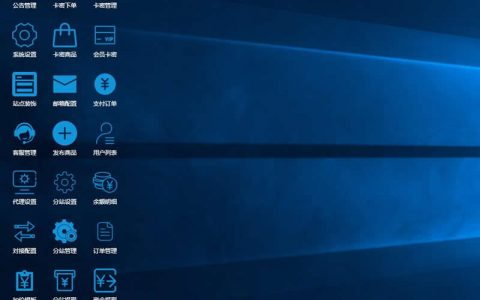 公告管理 卡密下单 卡密管理
系统设置 卡密商品 会员卡密
VIP
站点装饰 邮箱配置 支付订单
客服管理 发布商品 用户列表
代理设置 分站设置 余额明细
对接配置 分站管理 订单管理